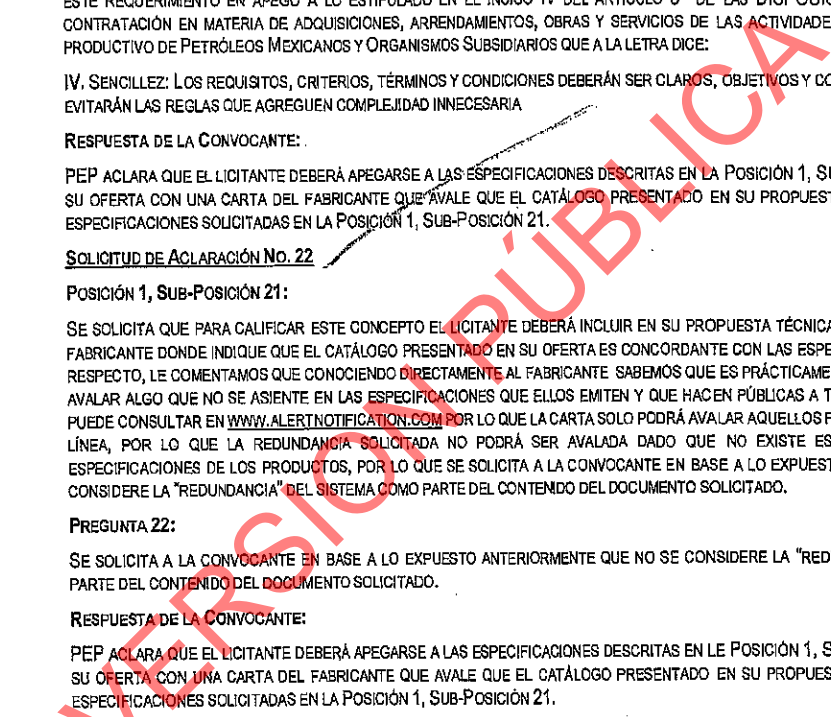 ESTE REQUERIMIENTO EN APEGO A LO ESTIPULADO EN EL INCISO IV DEL ARTÍCULO
CONTRATACIÓN EN MATERIA DE ADQUISICIONES, ARRENDAMIENTOS, OBRAS Y SERVICIOS DE LAS ACTIVIDADE
PRODUCTIVO DE PETRÓLEOS MEXICANOS Y ORGANISMOS SUBSIDIARIOS QUE A LA LETRA DICE:
IV. SENCILLEZ: LOS REQUISITOS, CRITERIOS, TÉRMINOS Y CONDICIONES DEBERÁN SER CLAROS, OBJETIVOS Y CO
EVITARÁN LAS REGLAS QUE AGREGUEN COMPLEJIDAD INNECESARIA
RESPUESTA DE LA CONVOCANTE:
PEP ACLARA QUE EL LICITANTE DEBERÁ APEGARSE A LAS ESPECIFICACIONES DESCRITAS EN LA POSICIÓN 1, SU
SU OFERTA CON UNA CARTA DEL FABRICANTE QUE AVALE QUE EL CATÁLOGO PRESENTADO EN SU PROPUEST
ESPECIFICACIONES SOLICITADAS EN LA POSICIÓN 1, SUB-POSICIÓN 21.
SOLICITUD DE ACLARACIÓN NO. 22
POSICIÓN 1, SUB-POSICIÓN 21:
SE SOLICITA QUE PARA CALIFICAR ESTE CONCEPTO EL LICITANTE DEBERÁ INCLUIR EN SU PROPUESTA TÉCNICA
FABRICANTE DONDE INDIQUE QUE EL CATÁLOGO PRESENTADO EN SU OFERTA ES CONCORDANTE CON LAS ESPE
RESPECTO, LE COMENTAMOS QUE CONOCIENDO DIRECTAMENTE AL FABRICANTE SABEMOS QUE ES PRÁCTICAME
AVALAR ALGO QUE NO SE ASIENTE EN LAS ESPECIFICACIONES QUE ELLOS EMITEN Y QUE HACEN PÚBLICAS A T
PUEDE CONSULTAR EN WWW.ALERTNOTIFICATION.COM POR LO QUE LA CARTA SOLO PODRÁ AVALAR AQUELLOS F
LÍNEA, POR LO QUE LA REDUNDANCIA SOLICITADA NO PODRÁ SER AVALADA DADO QUE NO EXISTE ES
ESPECIFICACIONES DE LOS PRODUCTOS, POR LO QUE SE SOLICITA A LA CONVOCANTE EN BASE A LO EXPUEST
CONSIDERE LA "REDUNDANCIA" DEL SISTEMA COMO PARTE DEL CONTENIDO DEL DOCUMENTO SOLICITADO.
PREGUNTA 22:
SE SOLICITA A LA CONVOCANTE EN BASE A LO EXPUESTO ANTERIORMENTE QUE NO SE CONSIDERE LA "RED
PARTE DEL CONTENIDO DEL DOCUMENTO SOLICITADO.
RESPUESTA DE LA CONVOCANTE:
PEP ACLARA QUE EL LICITANTE DEBERÁ APEGARSE A LAS ESPECIFICACIONES DESCRITAS EN LE POSICIÓN 1, S
SU OFERTA CON UNA CARTA DEL FABRICANTE QUE AVALE QUE EL CATÁLOGO PRESENTADO EN SU PROPUES
ESPECIFICACIONES SOLICITADAS EN LA POSICIÓN 1, SUB-POSICIÓN 21.
VERSION PÚBLICA